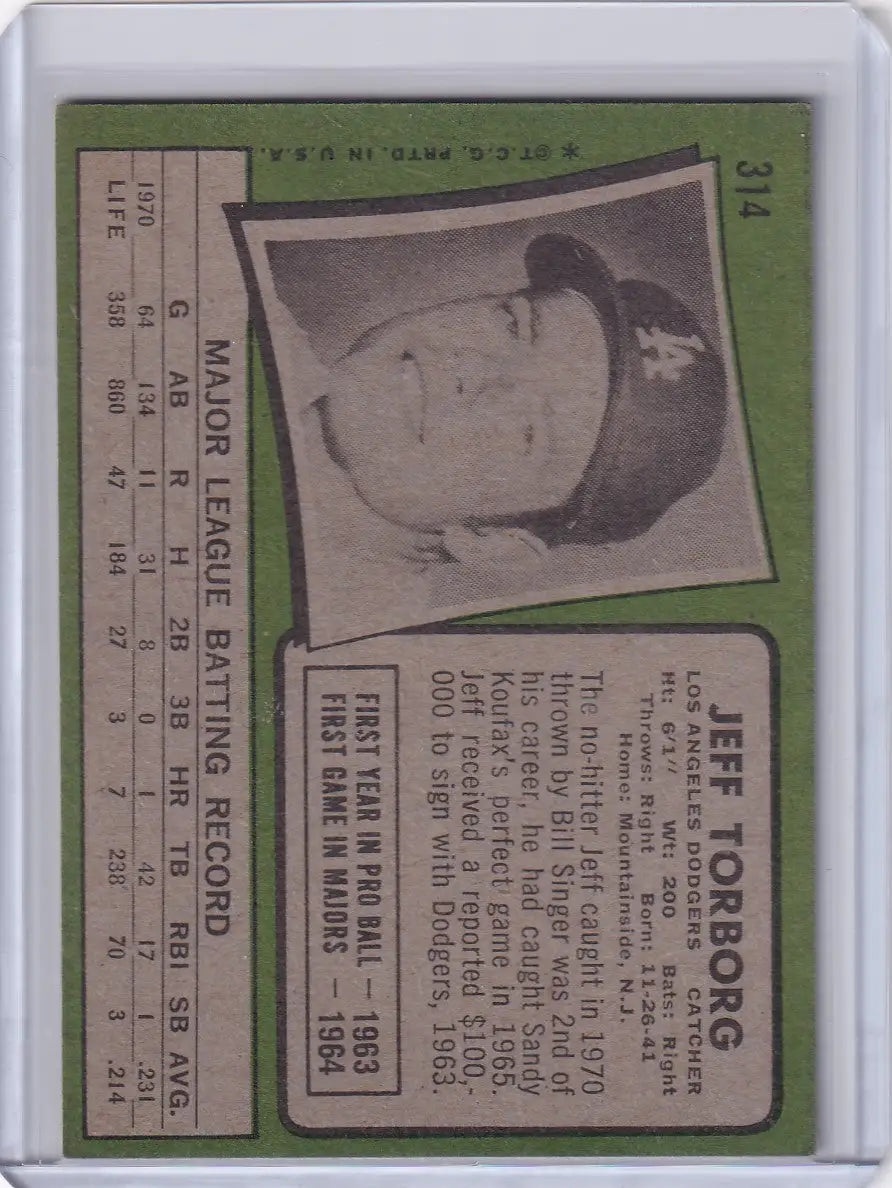 314
* ©T.C.G. PRTD. IN U.S.A.
LA
JEFF TORBORG
LOS ANGELES DODGERS CATCHER
Ht: 6'1" Wt: 200 Bats: Right
Throws: Right Born: 11-26-41
Home: Mountainside, N.J.
The no-hitter Jeff caught in 1970
thrown by Bill Singer was 2nd of
his career, he had caught Sandy
Koufax's perfect game in 1965.
Jeff received a reported $100,-
000 to sign with Dodgers, 1963.
FIRST YEAR IN PRO BALL — 1963
FIRST GAME IN MAJORS — 1964
MAJOR LEAGUE BATTING RECORD
G AB R H 2B 3B HR TB RBI SB AVG.
1970 64 134 11 31 8 0 1 42 17 1 .231
LIFE 358 860 47 184 27 3 7 238 70 3 .214